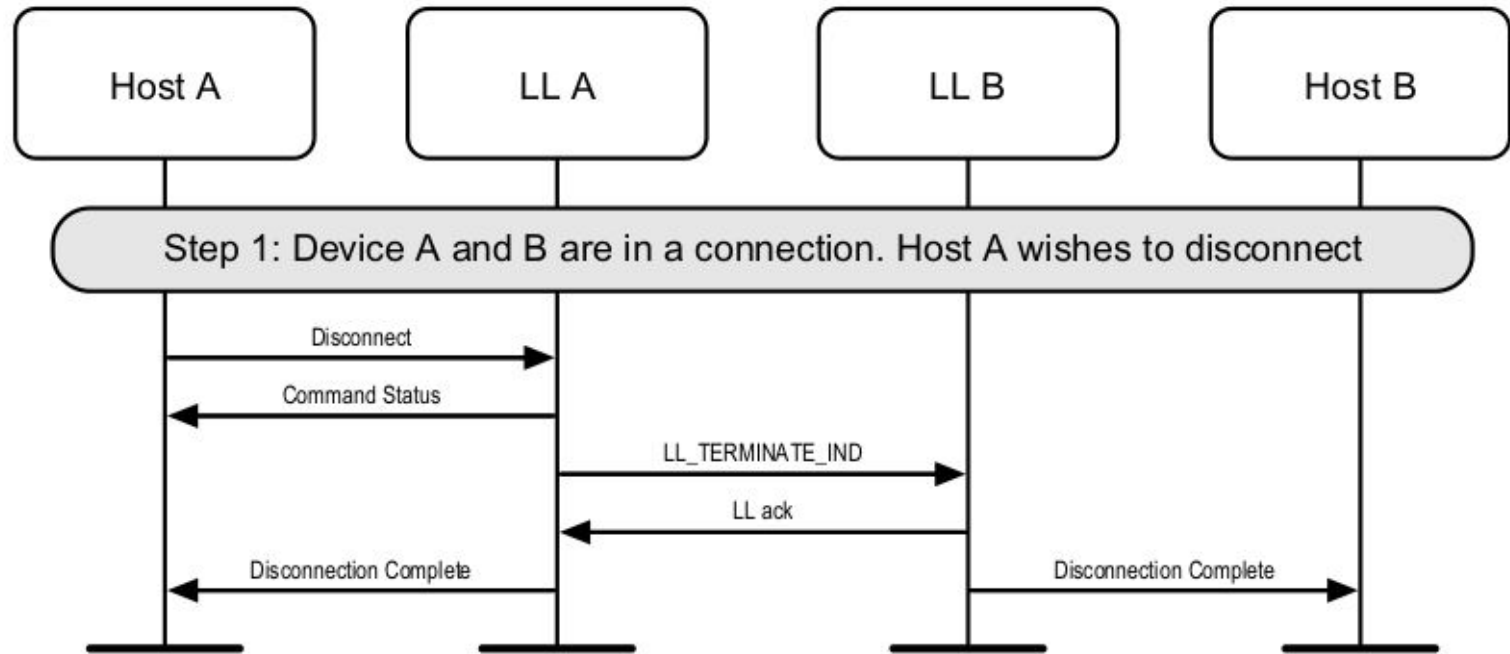 Host A
LL A
LL B
Host B
Step 1: Device A and B are in a connection. Host A wishes to disconnect
Disconnect
Command Status
LL_TERMINATE_IND
LL ack
Disconnection Complete
Disconnection Complete